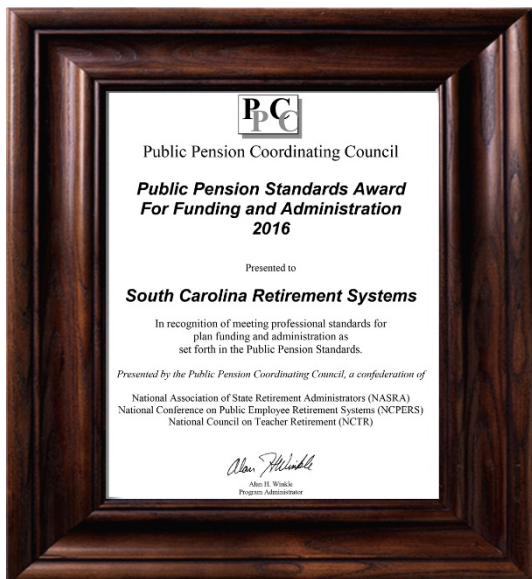 PPCC
Public Pension Coordinating Council
Public Pension Standards Award
For Funding and Administration
2016
Presented to
South Carolina Retirement Systems
In recognition of meeting professional standards for
plan funding and administration as
set forth in the Public Pension Standards.
Presented by the Public Pension Coordinating Council, a confederation of
National Association of State Retirement Administrators (NASRA)
National Conference on Public Employee Retirement Systems (NCPERS)
National Council on Teacher Retirement (NCTR)
Alan H. Winkle
Alan H. Winkle
Program Administrator